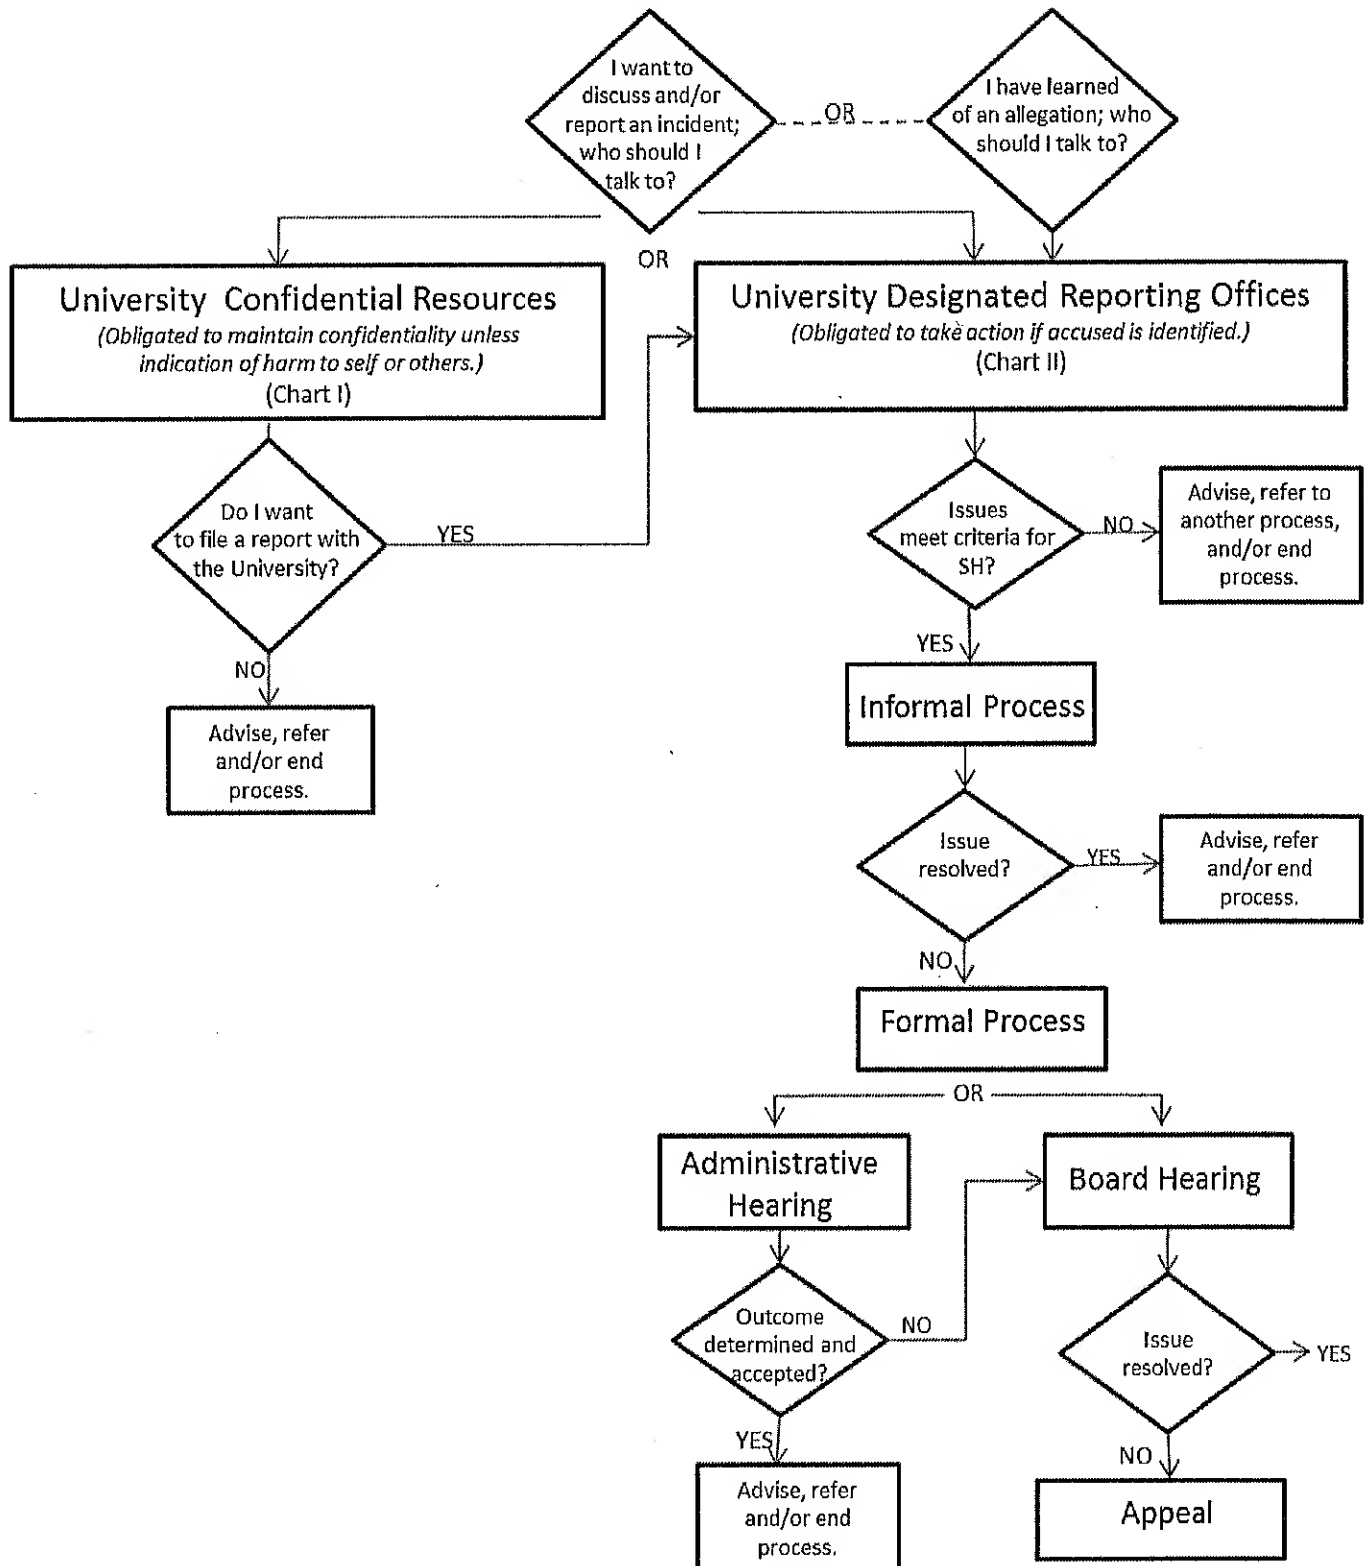 I want to
discuss and/or
report an incident;
who should I
talk to?
OR
I have learned
of an allegation; who
should I talk to?
OR
University Confidential Resources
(Obligated to maintain confidentiality unless
indication of harm to self or others.)
(Chart I)
University Designated Reporting Offices
(Obligated to take action if accused is identified.)
(Chart II)
Do I want
to file a report with
the University?
YES
NO
Advise, refer
and/or end
process.
Issues
meet criteria for
SH?
NO
Advise, refer to
another process,
and/or end
process.
YES
Informal Process
Issue
resolved?
YES
Advise, refer
and/or end
process.
NO
Formal Process
OR
Administrative
Hearing
Board Hearing
Outcome
determined and
accepted?
NO
YES
Advise, refer
and/or end
process.
Issue
resolved?
YES
NO
Appeal